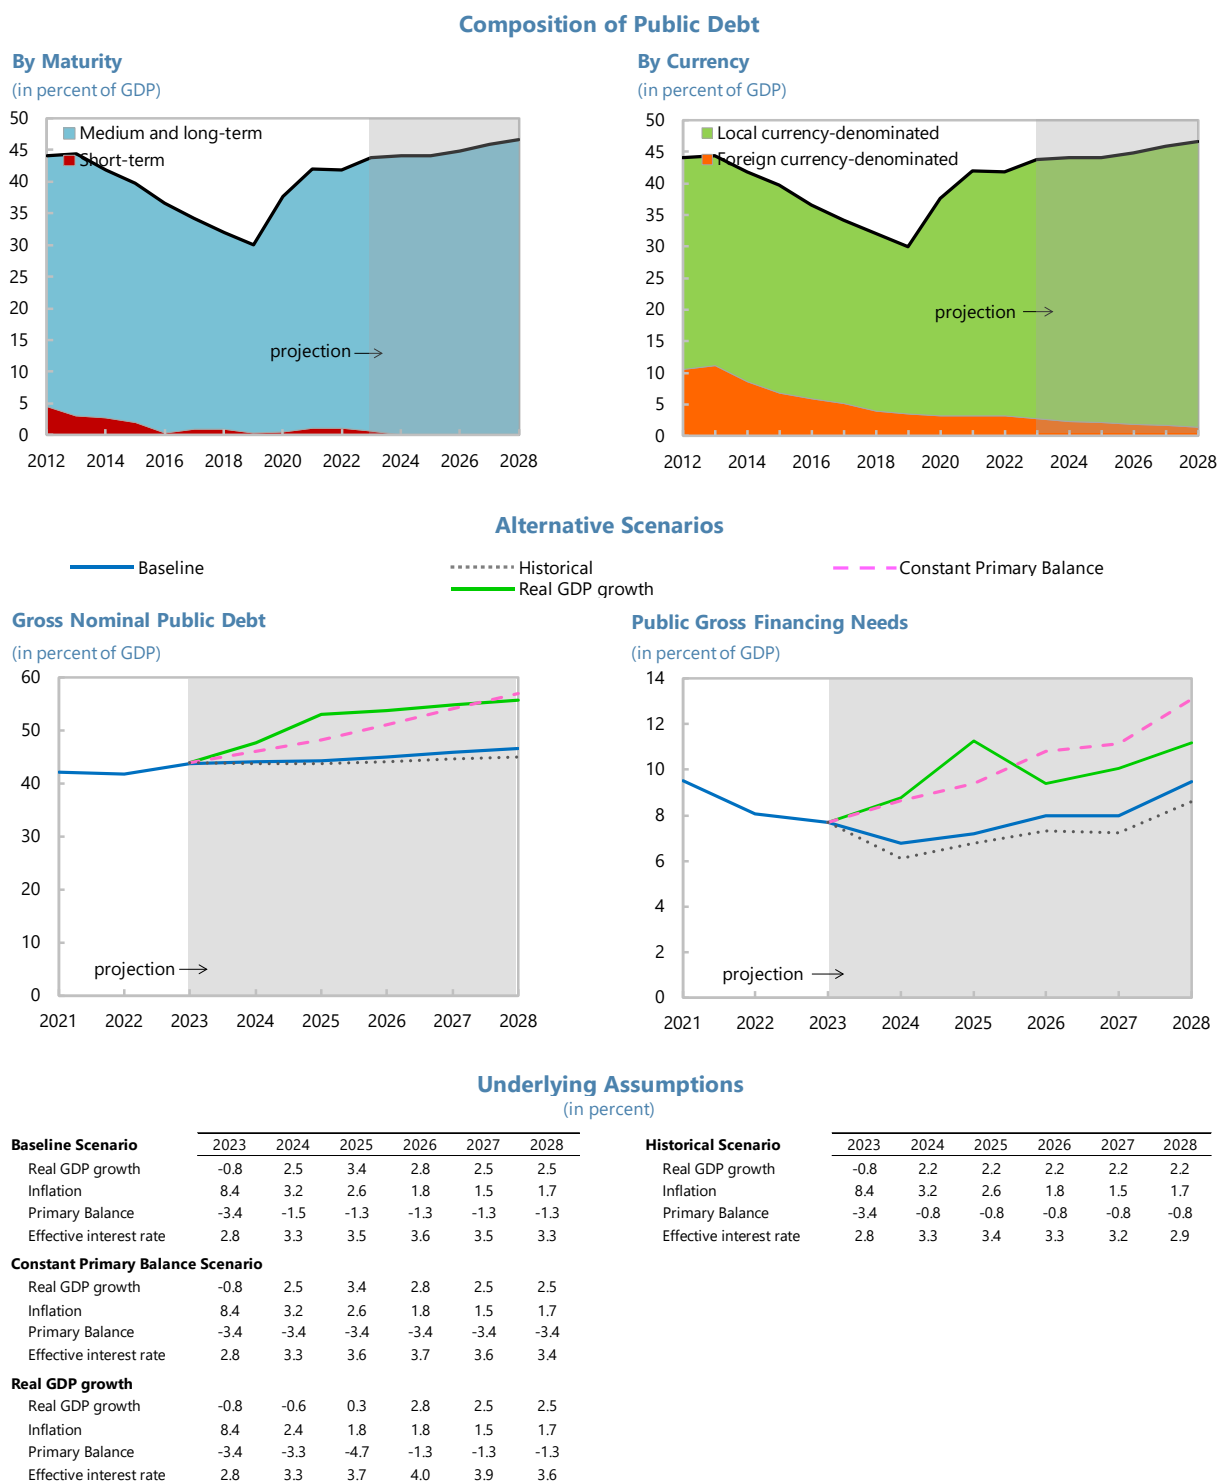 Composition of Public Debt
By Maturity
(in percent of GDP)
50
45
40
35
30
25
20
15
10
5
0
Medium and long-term
Short-term
projection
2012 2014 2016 2018 2020 2022 2024 2026 2028
By Currency
(in percent of GDP)
50
45
40
35
30
25
20
15
10
5
0
Local currency-denominated
Foreign currency-denominated
projection
2012 2014 2016 2018 2020 2022 2024 2026 2028
Alternative Scenarios
Baseline
Historical
Constant Primary Balance
Real GDP growth
Gross Nominal Public Debt
(in percent of GDP)
60
50
40
30
20
10
0
projection
2021 2022 2023 2024 2025 2026 2027 2028
Public Gross Financing Needs
(in percent of GDP)
14
12
10
8
6
4
2
0
projection
2021 2022 2023 2024 2025 2026 2027 2028
Underlying Assumptions
(in percent)
Baseline Scenario 2023 2024 2025 2026 2027 2028
Real GDP growth -0.8 2.5 3.4 2.8 2.5 2.5
Inflation 8.4 3.2 2.6 1.8 1.5 1.7
Primary Balance -3.4 -1.5 -1.3 -1.3 -1.3 -1.3
Effective interest rate 2.8 3.3 3.5 3.6 3.5 3.3
Constant Primary Balance Scenario
Real GDP growth -0.8 2.5 3.4 2.8 2.5 2.5
Inflation 8.4 3.2 2.6 1.8 1.5 1.7
Primary Balance -3.4 -3.4 -3.4 -3.4 -3.4 -3.4
Effective interest rate 2.8 3.3 3.6 3.7 3.6 3.4
Real GDP growth
Real GDP growth -0.8 -0.6 0.3 2.8 2.5 2.5
Inflation 8.4 2.4 1.8 1.8 1.5 1.7
Primary Balance -3.4 -3.3 -4.7 -1.3 -1.3 -1.3
Effective interest rate 2.8 3.3 3.7 4.0 3.9 3.6
Historical Scenario 2023 2024 2025 2026 2027 2028
Real GDP growth -0.8 2.2 2.2 2.2 2.2 2.2
Inflation 8.4 3.2 2.6 1.8 1.5 1.7
Primary Balance -3.4 -0.8 -0.8 -0.8 -0.8 -0.8
Effective interest rate 2.8 3.3 3.4 3.3 3.2 2.9